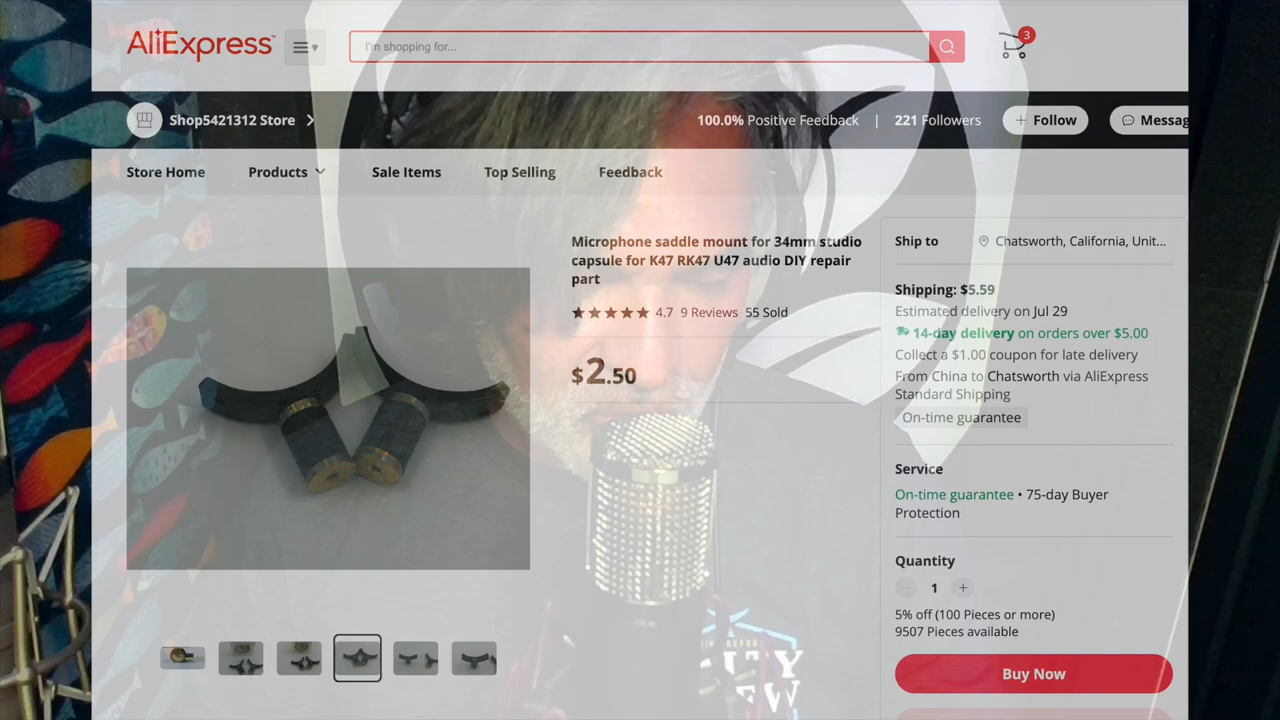 AliExpress™
I'm shopping for...
3
Shop5421312 Store
100.0% Positive Feedback | 221 Followers
+ Follow
Messag
Store Home Products Sale Items Top Selling Feedback
Microphone saddle mount for 34mm studio
capsule for K47 RK47 U47 audio DIY repair
part
4.7 9 Reviews 55 Sold
$2.50
Ship to
Chatsworth, California, Unit...
Shipping: $5.59
Estimated delivery on Jul 29
14-day delivery on orders over $5.00
Collect a $1.00 coupon for late delivery
From China to Chatsworth via AliExpress
Standard Shipping
On-time guarantee
Service
On-time guarantee • 75-day Buyer
Protection
Quantity
1 +
5% off (100 Pieces or more)
9507 Pieces available
Buy Now